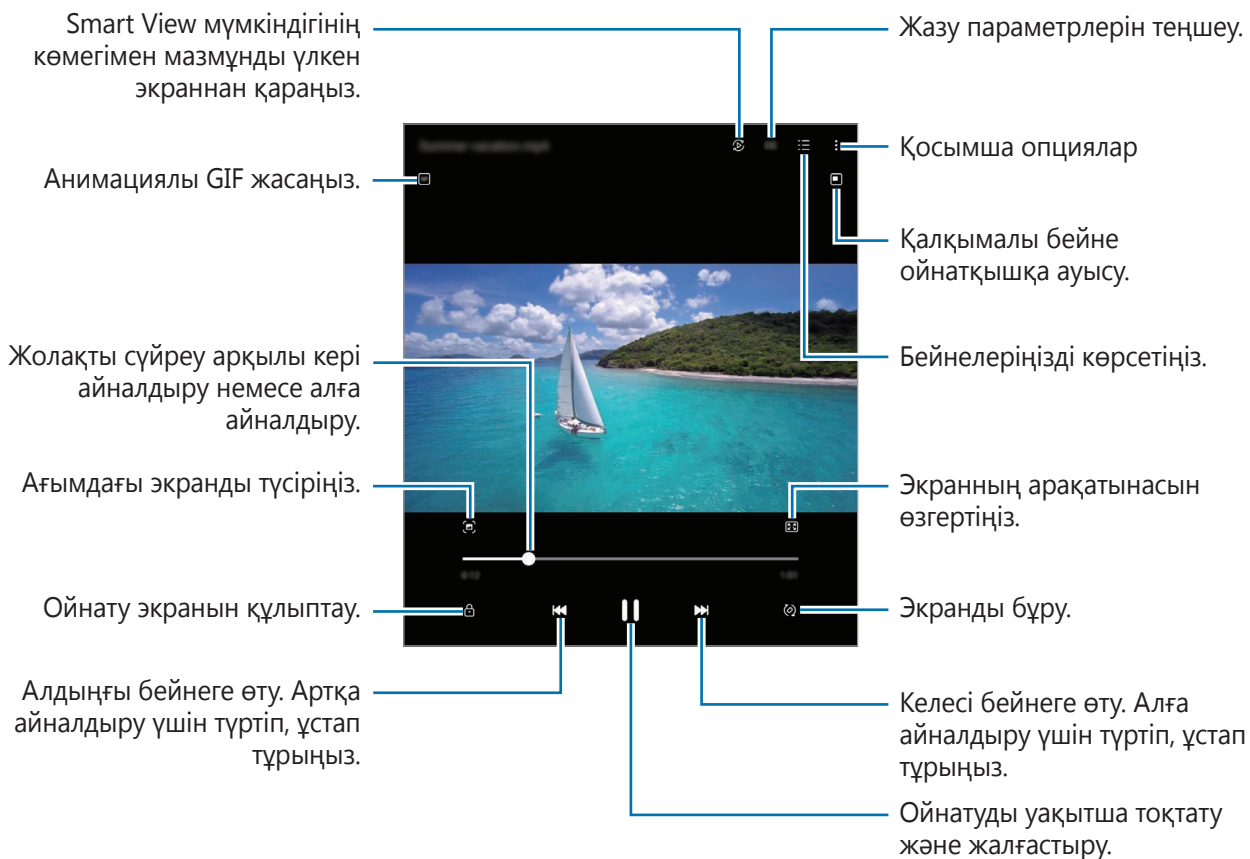 Smart View мүмкіндігінің
көмегімен мазмұнды үлкен
экраннан қараңыз.
Жазу параметрлерін теңшеу.
Қосымша опциялар
Анимациялы GIF жасаңыз.
Қалқымалы бейне
ойнатқышқа ауысу.
Жолақты сүйреу арқылы кері
айналдыру немесе алға
айналдыру.
Бейнелеріңізді көрсетіңіз.
Ағымдағы экранды түсіріңіз.
Экранның арақатынасын
өзгертіңіз.
Ойнату экранын құлыптау.
Экранды бұру.
Алдыңғы бейнеге өту. Артқа
айналдыру үшін түртіп, ұстап
тұрыңыз.
Келесі бейнеге өту. Алға
айналдыру үшін түртіп, ұстап
тұрыңыз.
Ойнатуды уақытша тоқтату
және жалғастыру.